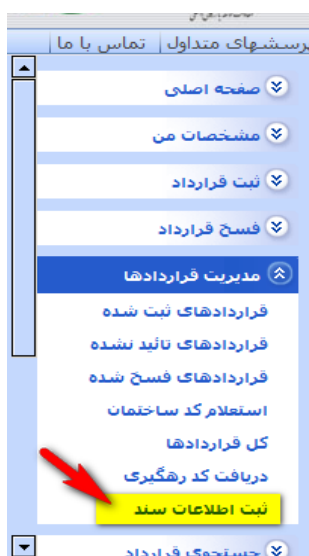 پرسشهای متداول | تماس با ما
صفحه اصلی
مشخصات من
ثبت قرارداد
فسخ قرارداد
مدیریت قراردادها
قراردادهای ثبت شده
قراردادهای تائید نشده
قراردادهای فسخ شده
استعلام کد ساختمان
کل قراردادها
دریافت کد رهگیری
ثبت اطلاعات سند
جستجوی قرارداد